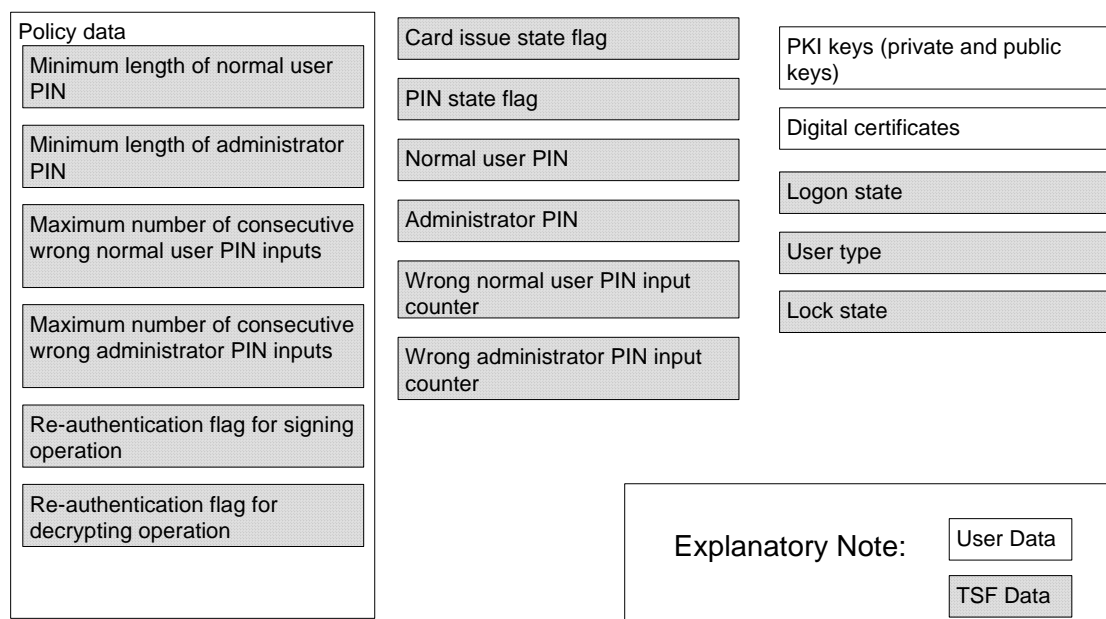 Policy data
Minimum length of normal user
PIN
Minimum length of administrator
PIN
Maximum number of consecutive
wrong normal user PIN inputs
Maximum number of consecutive
wrong administrator PIN inputs
Re-authentication flag for signing
operation
Re-authentication flag for
decrypting operation
Card issue state flag
PIN state flag
Normal user PIN
Administrator PIN
Wrong normal user PIN input
counter
Wrong administrator PIN input
counter
PKI keys (private and public
keys)
Digital certificates
Logon state
User type
Lock state
Explanatory Note:
User Data
TSF Data